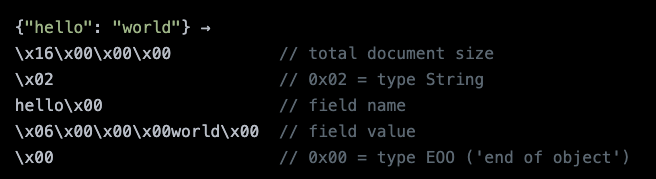 {"hello": "world"} →
\x16\x00\x00\x00 // total document size
\x02 // 0x02 = type String
hello\x00 // field name
\x06\x00\x00\x00world\x00 // field value
\x00 // 0x00 = type EOO ('end of object')